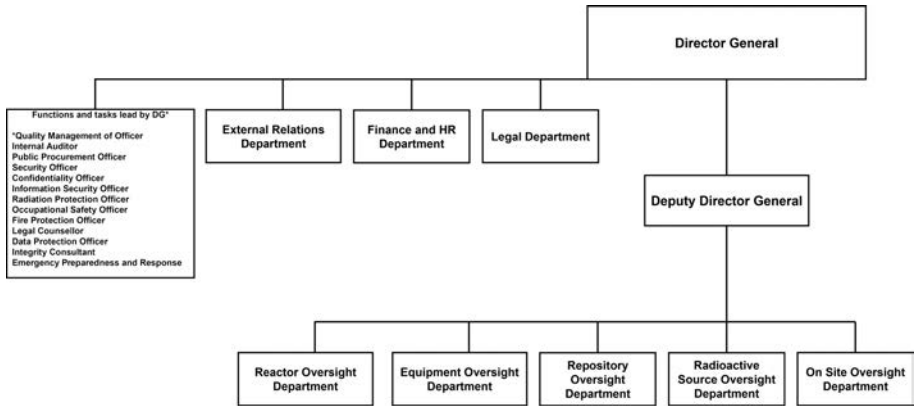 Director General
Functions and tasks lead by DG*
*Quality Management of Officer
Internal Auditor
Public Procurement Officer
Security Officer
Confidentiality Officer
Information Security Officer
Radiation Protection Officer
Occupational Safety Officer
Fire Protection Officer
Legal Counsellor
Data Protection Officer
Integrity Consultant
Emergency Preparedness and Response
External Relations
Department
Finance and HR
Department
Legal Department
Deputy Director General
Reactor Oversight
Department
Equipment Oversight
Department
Repository
Oversight
Department
Radioactive
Source Oversight
Department
On Site Oversight
Department